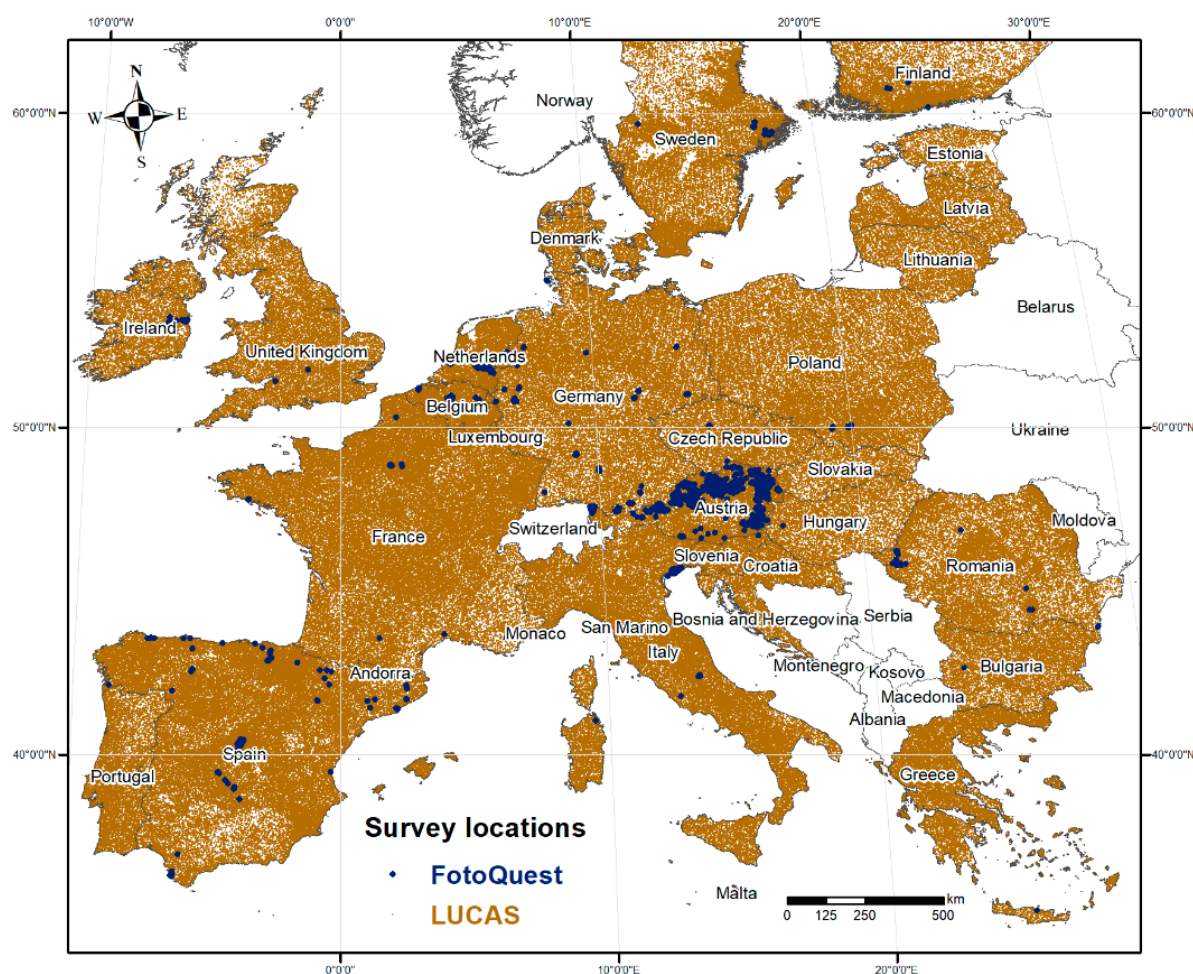 10°0'0"W 0°0'0" 10°0'0"E 20°0'0"E 30°0'0"E
N
W E
S
Finland
Norway
60°0'0"N 60°0'0"N
Sweden
Estonia
Latvia
Denmark
Lithuania
Belarus
Ireland
United Kingdom
Netherlands
Poland
Germany
Belgium
50°0'0"N 50°0'0"N
Luxembourg
Czech Republic
Ukraine
Slovakia
Austria
Moldova
Hungary
Switzerland
France
Slovenia
Croatia
Romania
Serbia
Bosnia and Herzegovina
San Marino
Monaco
Italy
Montenegro
Bulgaria
Andorra
Kosovo
Macedonia
Albania
40°0'0"N 40°0'0"N
Spain
Portugal
Greece
Survey locations
FotoQuest
LUCAS
Malta
km
0 125 250 500
0°0'0" 10°0'0"E 20°0'0"E